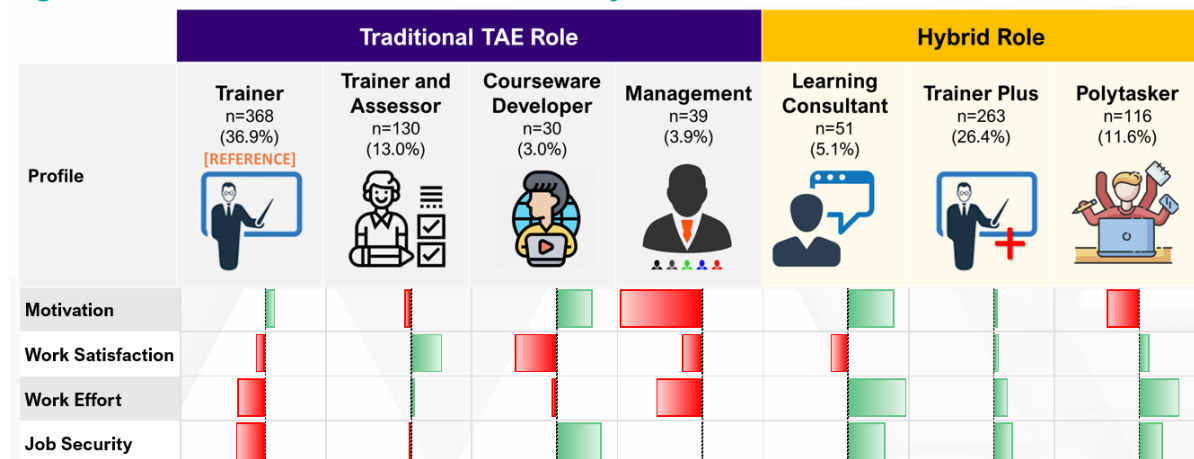 Traditional TAE Role
Hybrid Role
Profile
Trainer
n=368
(36.9%)
[REFERENCE]
Trainer and
Assessor
n=130
(13.0%)
Courseware
Developer
n=30
(3.0%)
Management
n=39
(3.9%)
Learning
Consultant
n=51
(5.1%)
Trainer Plus
n=263
(26.4%)
Polytasker
n=116
(11.6%)
Motivation
Work Satisfaction
Work Effort
Job Security